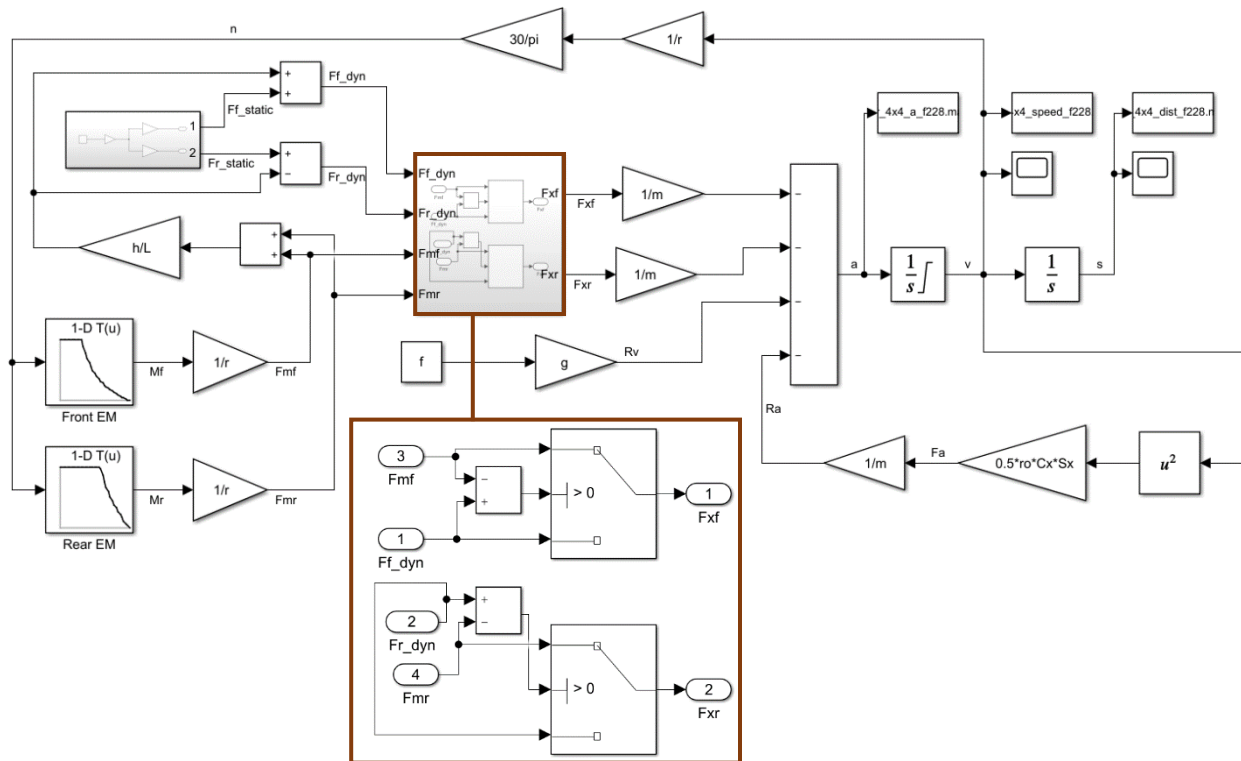 n
30/pi
1/r
+
+
Ff_dyn
Ff_static
1
2
Fr_static
+
−
Fr_dyn
h/L
+
+
1-D T(u)
Mf
Front EM
1/r
Fmf
1-D T(u)
Mr
Rear EM
1/r
Fmr
Ff_dyn
Fr_dyn
Fmf
Fmr
Fxf
Fxr
Fxf
1/m
Fxr
1/m
f
g
Rv
−
−
−
−
Ra
a
_4x4_a_f228.m
x4_speed_f228
4x4_dist_f228.n
1
s
v
1
s
s
1/m
Fa
0.5*ro*Cx*Sx
u²
3
Fmf
−
+
> 0
1
Ff_dyn
1
Fxf
2
Fr_dyn
+
−
4
Fmr
> 0
2
Fxr